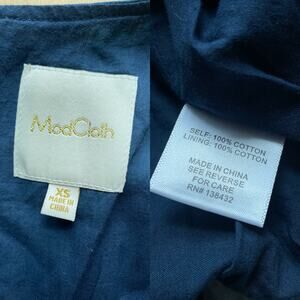 ModCloth
XS
MADE IN
CHINA
SELF: 100% COTTON
LINING: 100% COTTON
MADE IN CHINA
SEE REVERSE
FOR CARE
RN# 138432